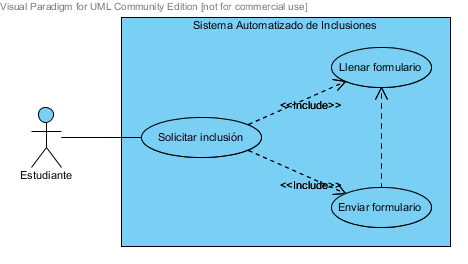 Visual Paradigm for UML Community Edition [not for commercial use]
Sistema Automatizado de Inclusiones
Llenar formulario
<<Include>>
Solicitar inclusión
Estudiante
<<Include>>
Enviar formulario